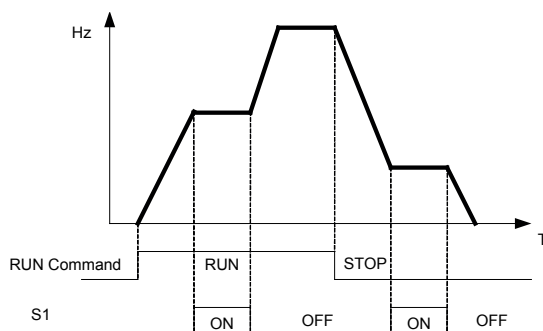 Hz
T
RUN Command RUN STOP
S1 ON OFF ON OFF